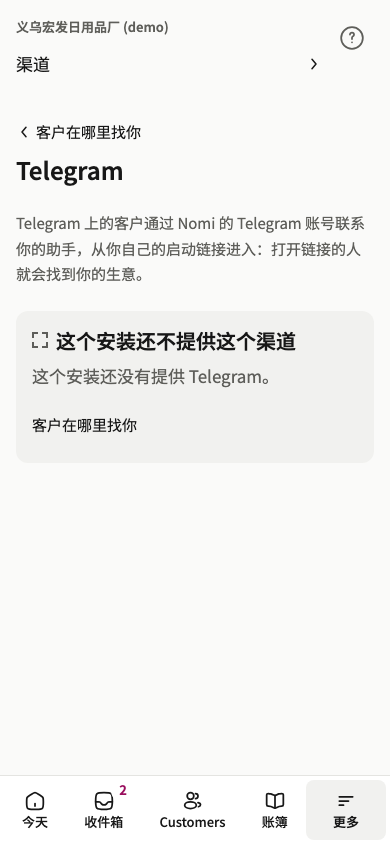 义乌宏发日用品厂 (demo)
渠道
客户在哪里找你
Telegram
Telegram 上的客户通过 Nomi 的 Telegram 账号联系
你的助手，从你自己的启动链接进入：打开链接的人
就会找到你的生意。
这个安装还不提供这个渠道
这个安装还没有提供 Telegram。
客户在哪里找你
2
今天
收件箱
Customers
账簿
更多